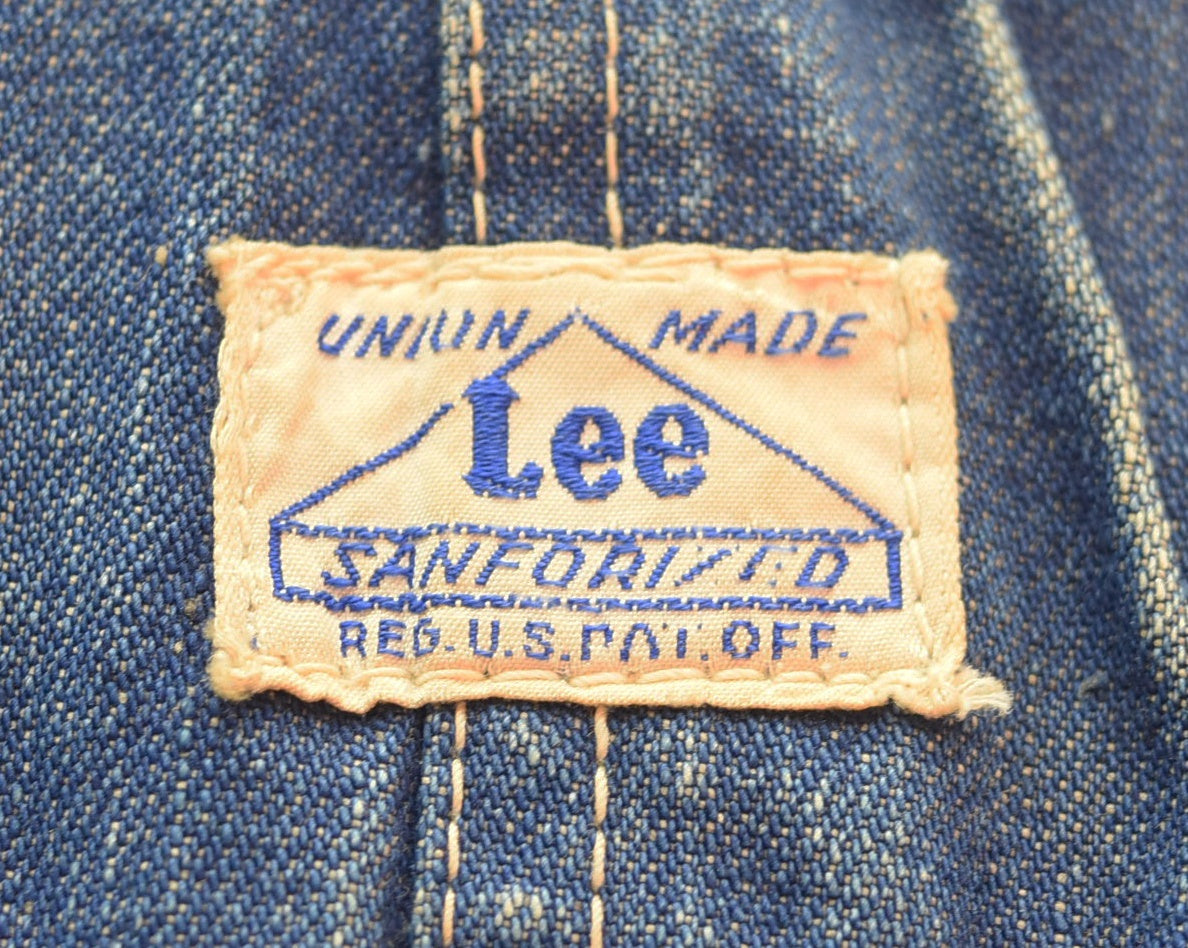 UNION MADE
Lee
SANFORIZED
REG. U.S. PAT. OFF.